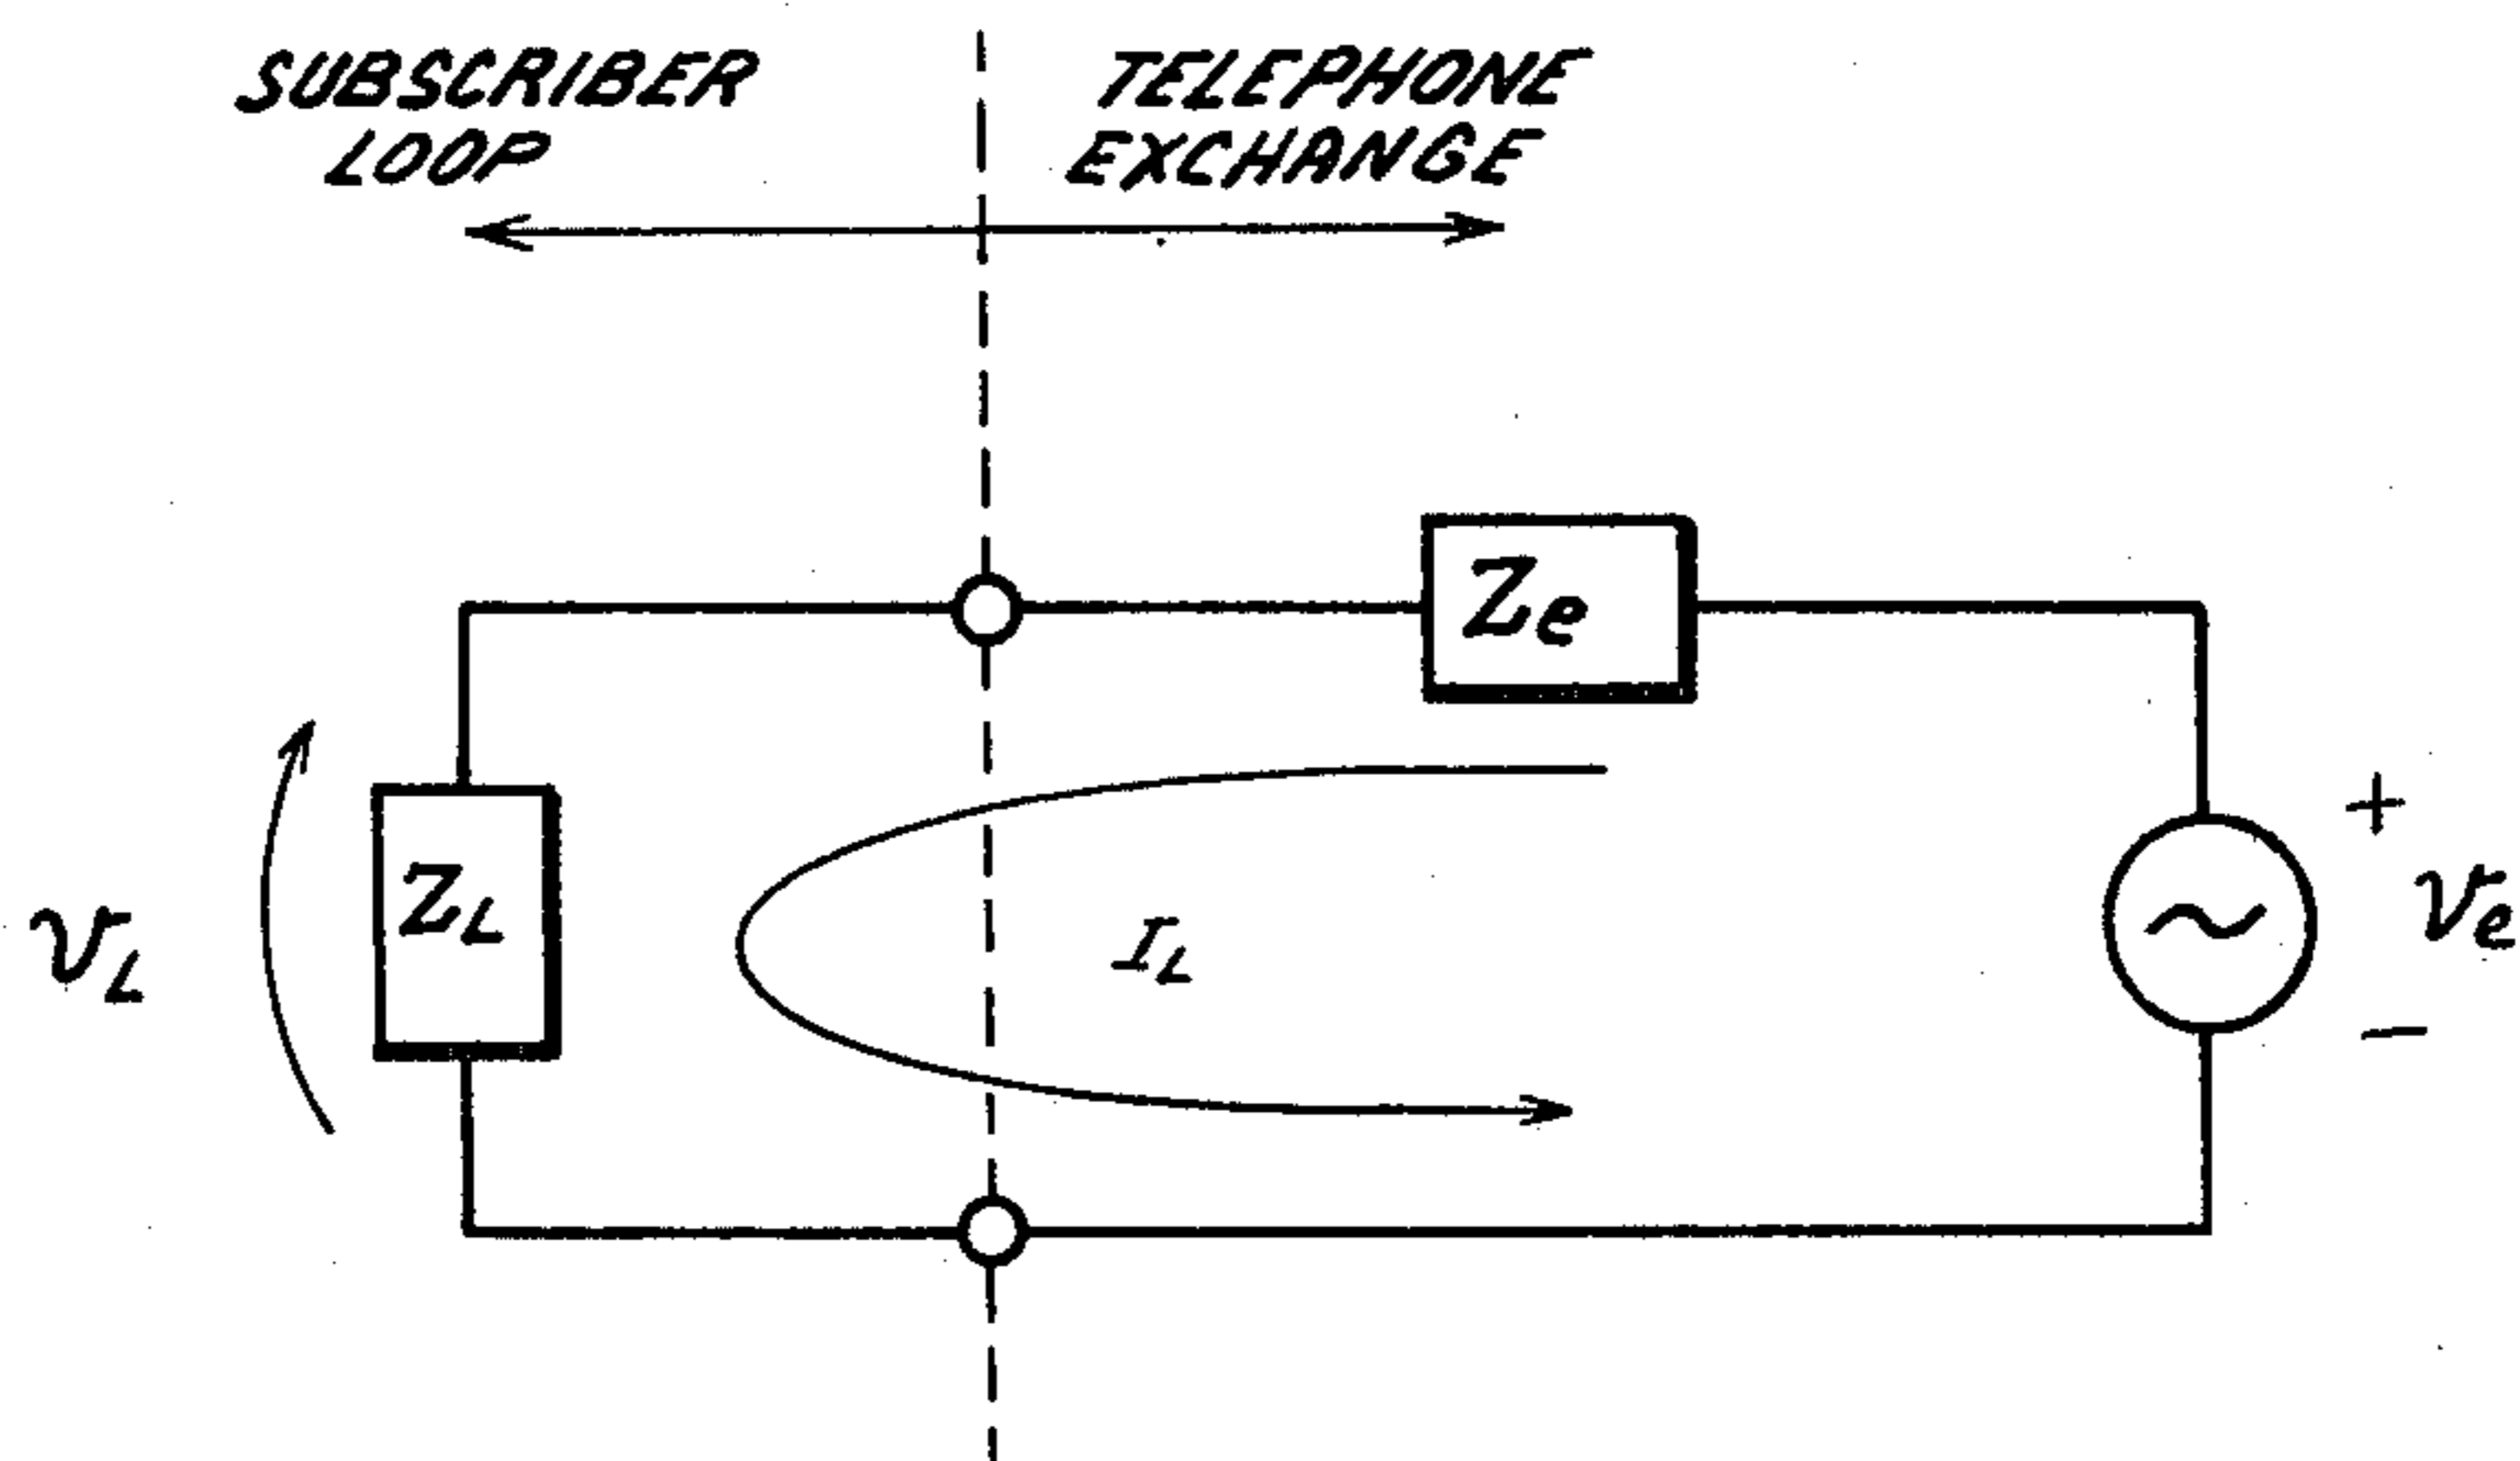 SUBSCRIBER
LOOP
TELEPHONE
EXCHANGE
Ze
ZL
VL
IL
+
Ve
−